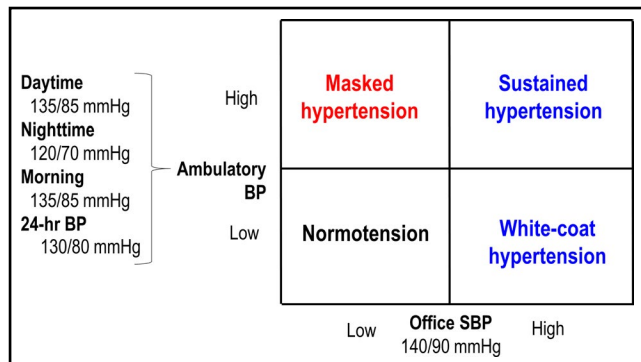 Daytime
135/85 mmHg
Nighttime
120/70 mmHg
Morning
135/85 mmHg
24-hr BP
130/80 mmHg
Ambulatory
BP
High
Low
Masked
hypertension
Sustained
hypertension
Normotension
White-coat
hypertension
Low
Office SBP
140/90 mmHg
High